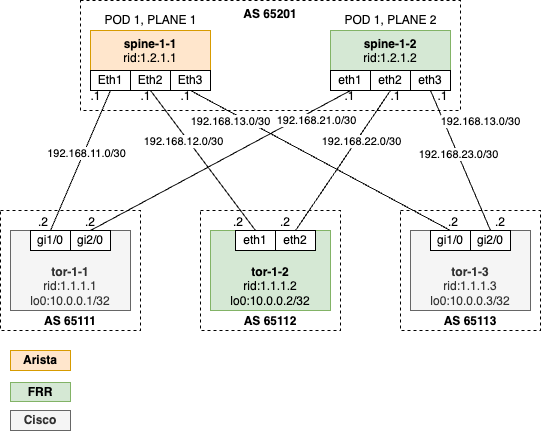 AS 65201
POD 1, PLANE 1
POD 1, PLANE 2
spine-1-1
rid:1.2.1.1
spine-1-2
rid:1.2.1.2
Eth1 Eth2 Eth3
eth1 eth2 eth3
.1 .1 .1
.1 .1 .1
192.168.13.0/30
192.168.21.0/30
192.168.13.0/30
192.168.11.0/30
192.168.12.0/30
192.168.22.0/30
192.168.23.0/30
.2 .2
.2 .2
.2 .2
gi1/0 gi2/0
eth1 eth2
gi1/0 gi2/0
tor-1-1
rid:1.1.1.1
lo0:10.0.0.1/32
AS 65111
tor-1-2
rid:1.1.1.2
lo0:10.0.0.2/32
AS 65112
tor-1-3
rid:1.1.1.3
lo0:10.0.0.3/32
AS 65113
Arista
FRR
Cisco